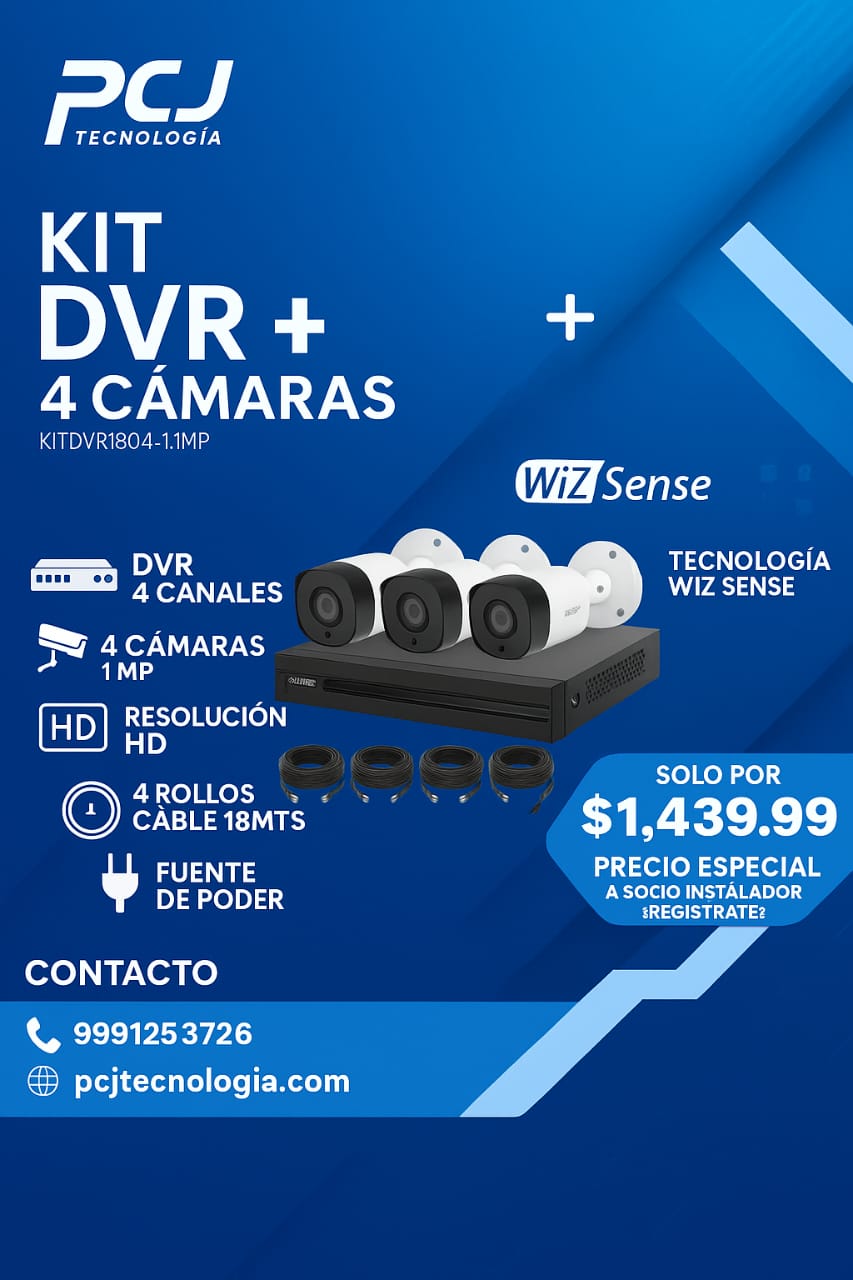 PCJ
TECNOLOGÍA
KIT
DVR +
4 CÁMARAS
KITDVR1804-1.1MP
WiZ Sense
DVR
4 CANALES
TECNOLOGÍA
WIZ SENSE
4 CÁMARAS
1 MP
HD
RESOLUCIÓN
HD
1
4 ROLLOS
CÀBLE 18MTS
FUENTE
DE PODER
SOLO POR
$1,439.99
PRECIO ESPECIAL
A SOCIO INSTÁLADOR
REGISTRATE
CONTACTO
9991253726
pcjtecnologia.com